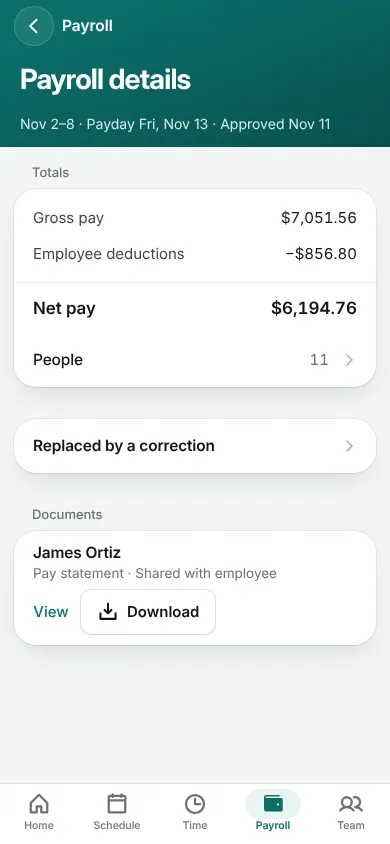 Payroll
Payroll details
Nov 2–8 · Payday Fri, Nov 13 · Approved Nov 11
Totals
Gross pay $7,051.56
Employee deductions −$856.80
Net pay $6,194.76
People 11
Replaced by a correction
Documents
James Ortiz
Pay statement · Shared with employee
View Download
Home Schedule Time Payroll Team